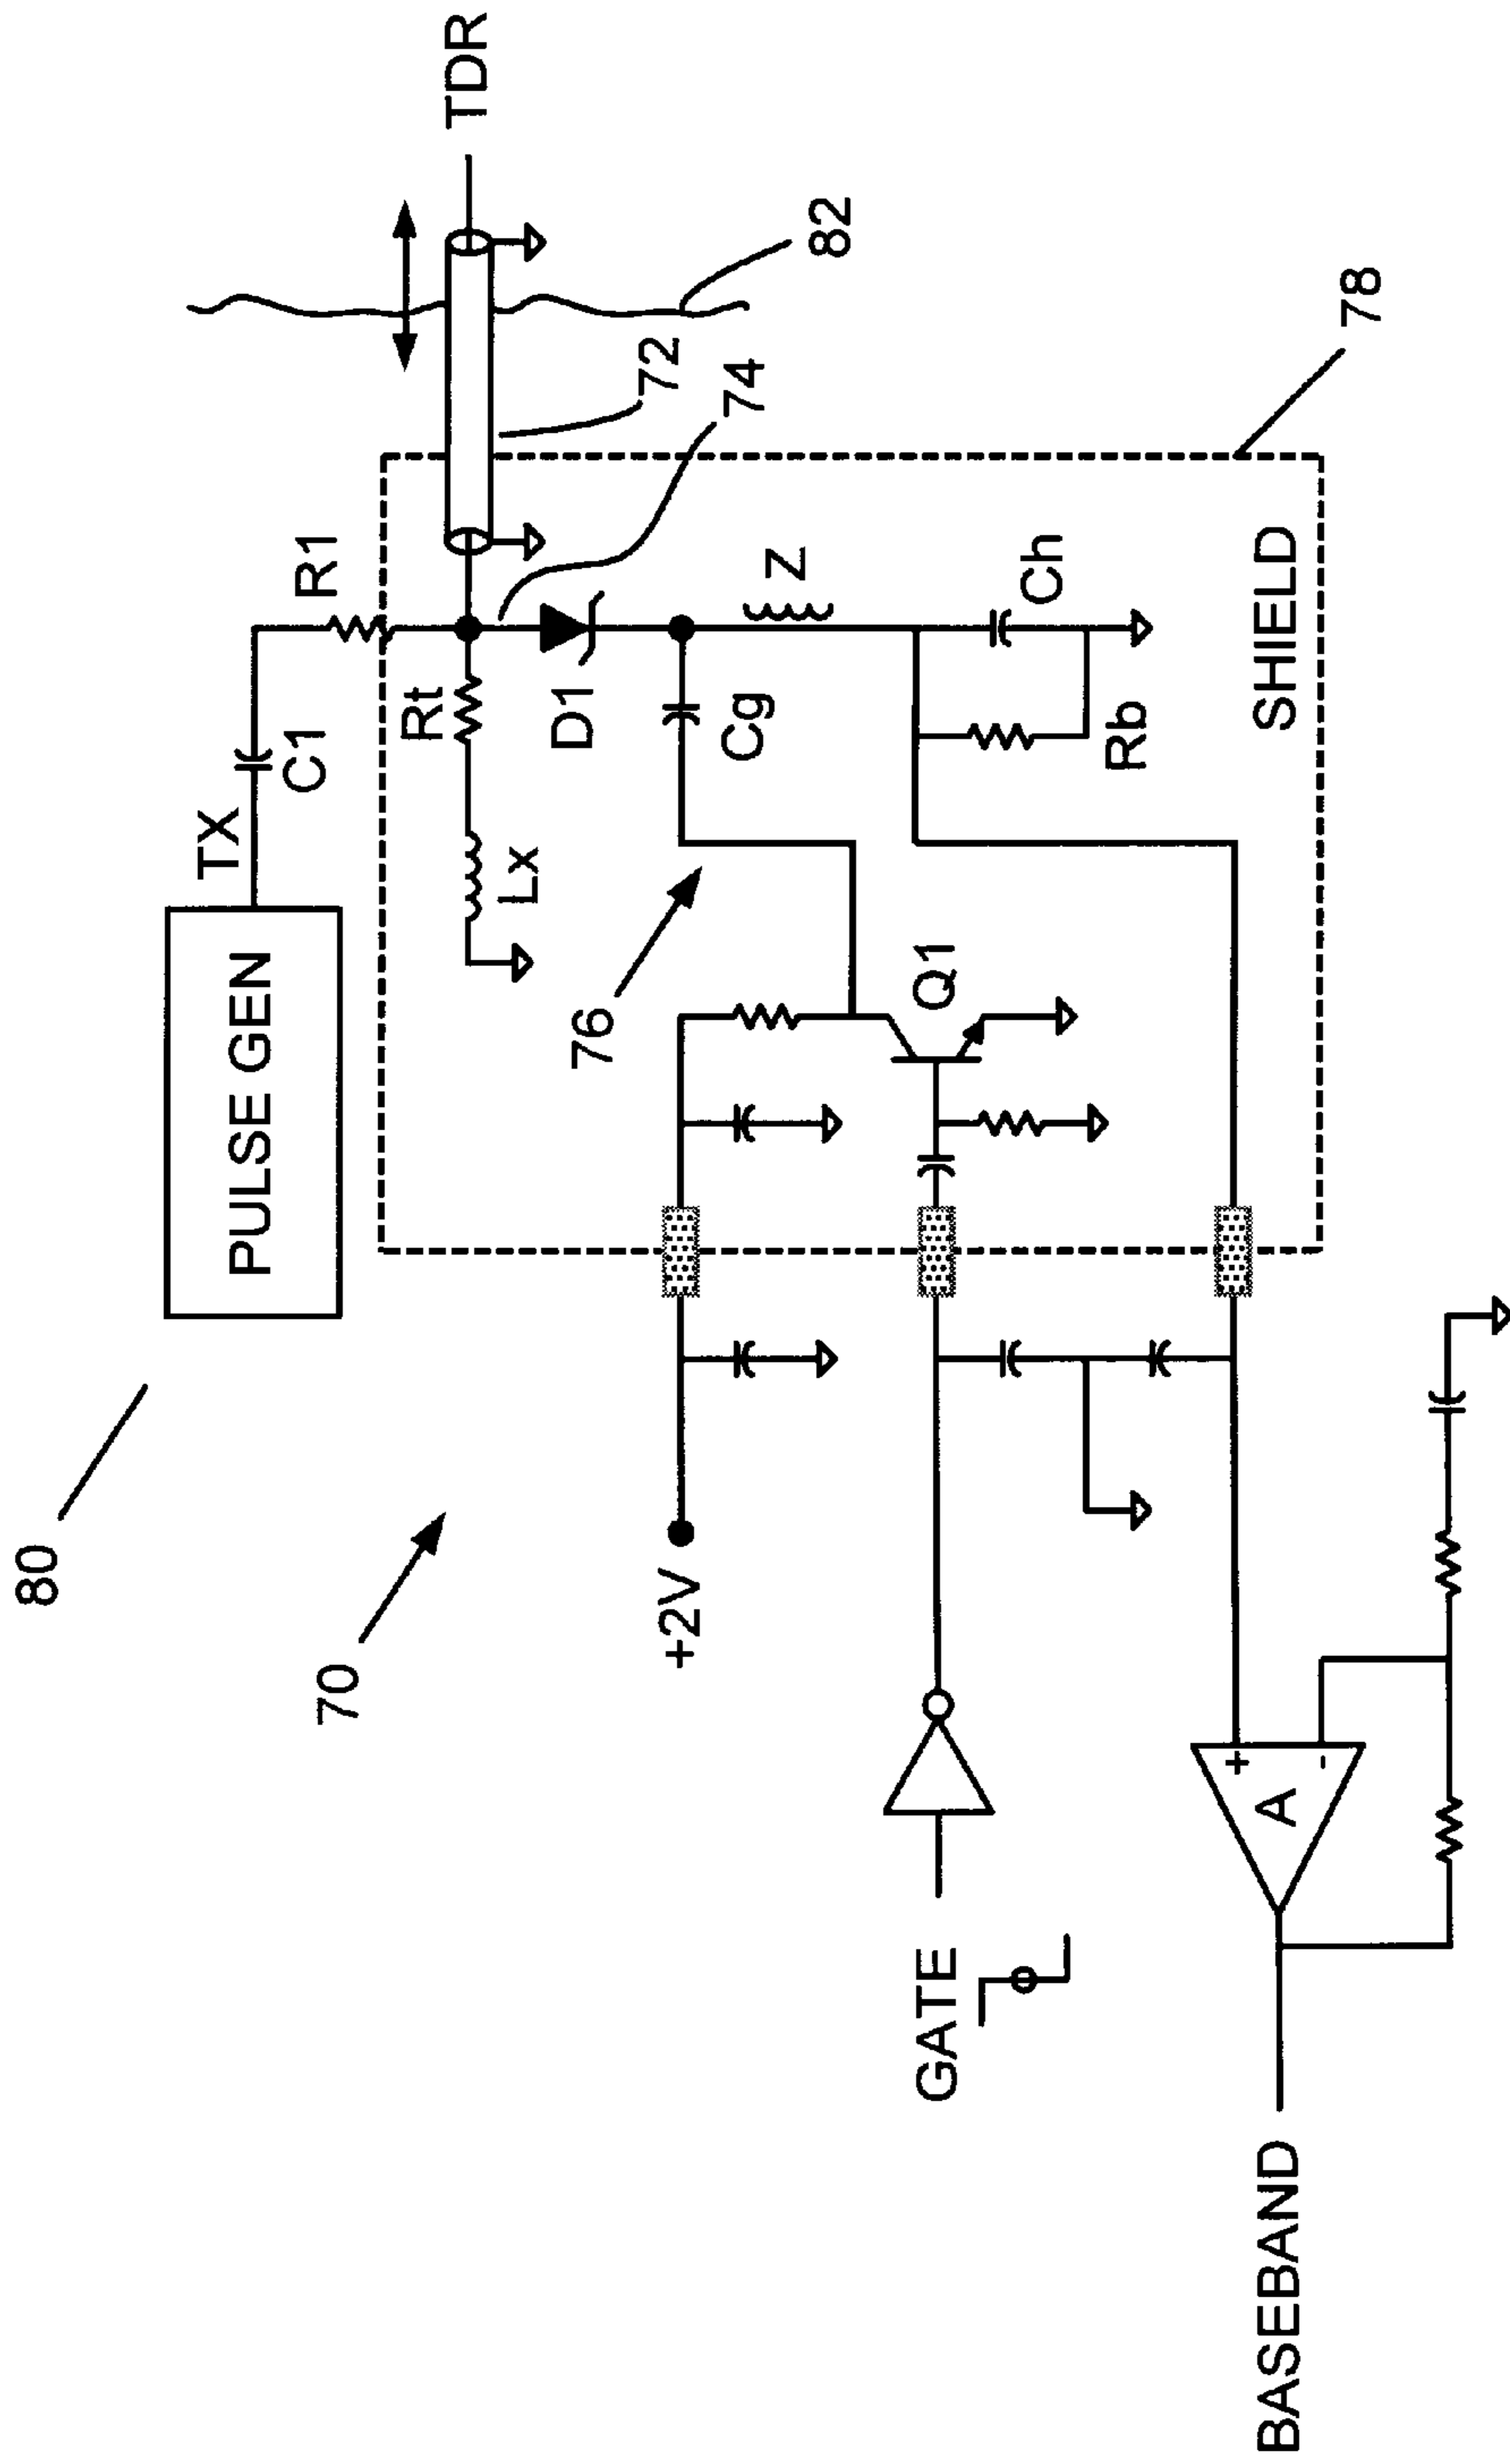 80
PULSE GEN
TX
C1
R1
TDR
70
Rt
Lx
D1
72
74
82
76
Cg
Z
+2V
Q1
78
GATE
Rb
Ch
SHIELD
A
+
-
BASEBAND